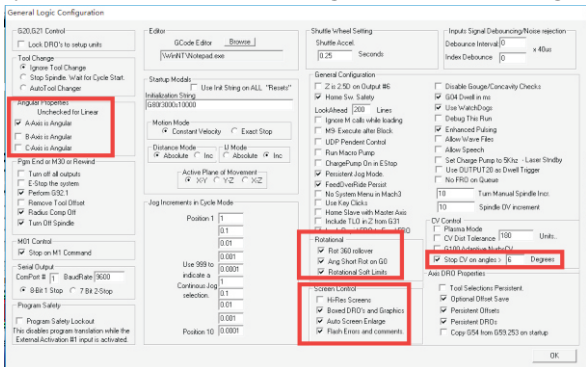 General Logic Configuration
G20,G21 Control
Lock DRO's to setup units
Tool Change
Ignore Tool Change
Stop Spindle. Wait for Cycle Start.
AutoTool Changer
Angular Properties
Unchecked for Linear
A-Axis is Angular
B-Axis is Angular
C-Axis is Angular
Pgm End or M30 or Rewind
Turn off all outputs
E-Stop the system
Perform G92.1
Remove Tool Offset
Radius Comp Off
Turn Off Spindle
M01 Control
Stop on M1 Command
Serial Output
ComPort # 1 BaudRate 9600
8-Bit 1 Stop 7 Bit 2-Stop
Program Safety
Program Safety Lockout
This disables program translation while the
External Activation #1 input is activated.
Editor
GCode Editor Browse
\WinNT\Notepad.exe
Startup Modals
Use Init String on ALL "Resets"
Initialization String
G80
Motion Mode
Constant Velocity Exact Stop
Distance Mode IJ Mode
Absolute Inc Absolute Inc
Active Plane of Movement
X-Y Y-Z X-Z
Jog Increments in Cycle Mode
Position 1 1
0.1
0.01
0.001
Use 999 to 0.0001
indicate a
Continous Jog 1
selection. 0.1
0.01
0.001
Position 10 0.0001
Shuttle Wheel Setting
Shuttle Accel.
0.25 Seconds
General Configuration
Z is 2.5D on Output #6
Home Sw. Safety
LookAhead 200 Lines
Ignore M calls while loading
M9- Execute after Block
UDP Pendent Control
Run Macro Pump
ChargePump On in EStop
Persistent Jog Mode.
FeedOverRide Persist
No System Menu in Mach3
Use Key Clicks
Home Slave with Master Axis
Include TLO in Z from G31
Rotational
Rot 360 rollover
Ang Short Rot on G0
Rotational Soft Limits
Screen Control
Hi-Res Screens
Boxed DRO's and Graphics
Auto Screen Enlarge
Flash Errors and comments.
Inputs Signal Debouncing/Noise rejection
Debounce Interval 0
x 40us
Index Debounce 0
Disable Gouge/Concavity Checks
G04 Dwell in ms
Use WatchDogs
Debug This Run
Enhanced Pulsing
Allow Wave Files
Allow Speech
Set Charge Pump to 5Khz - Laser Stndby
Use OUTPUT20 as Dwell Trigger
No FRO on Queue
10 Turn Manual Spindle Incr.
10 Spindle OV increment
CV Control
Plasma Mode
CV Dist Tolerance 180 Units..
G100 Adaptive NurbsCV
Stop CV on angles > 6 Degrees
Axis DRO Properties
Tool Selections Persistent.
Optional Offset Save
Persistent Offsets
Persistent DROs
Copy G54 from G59.253 on startup
OK